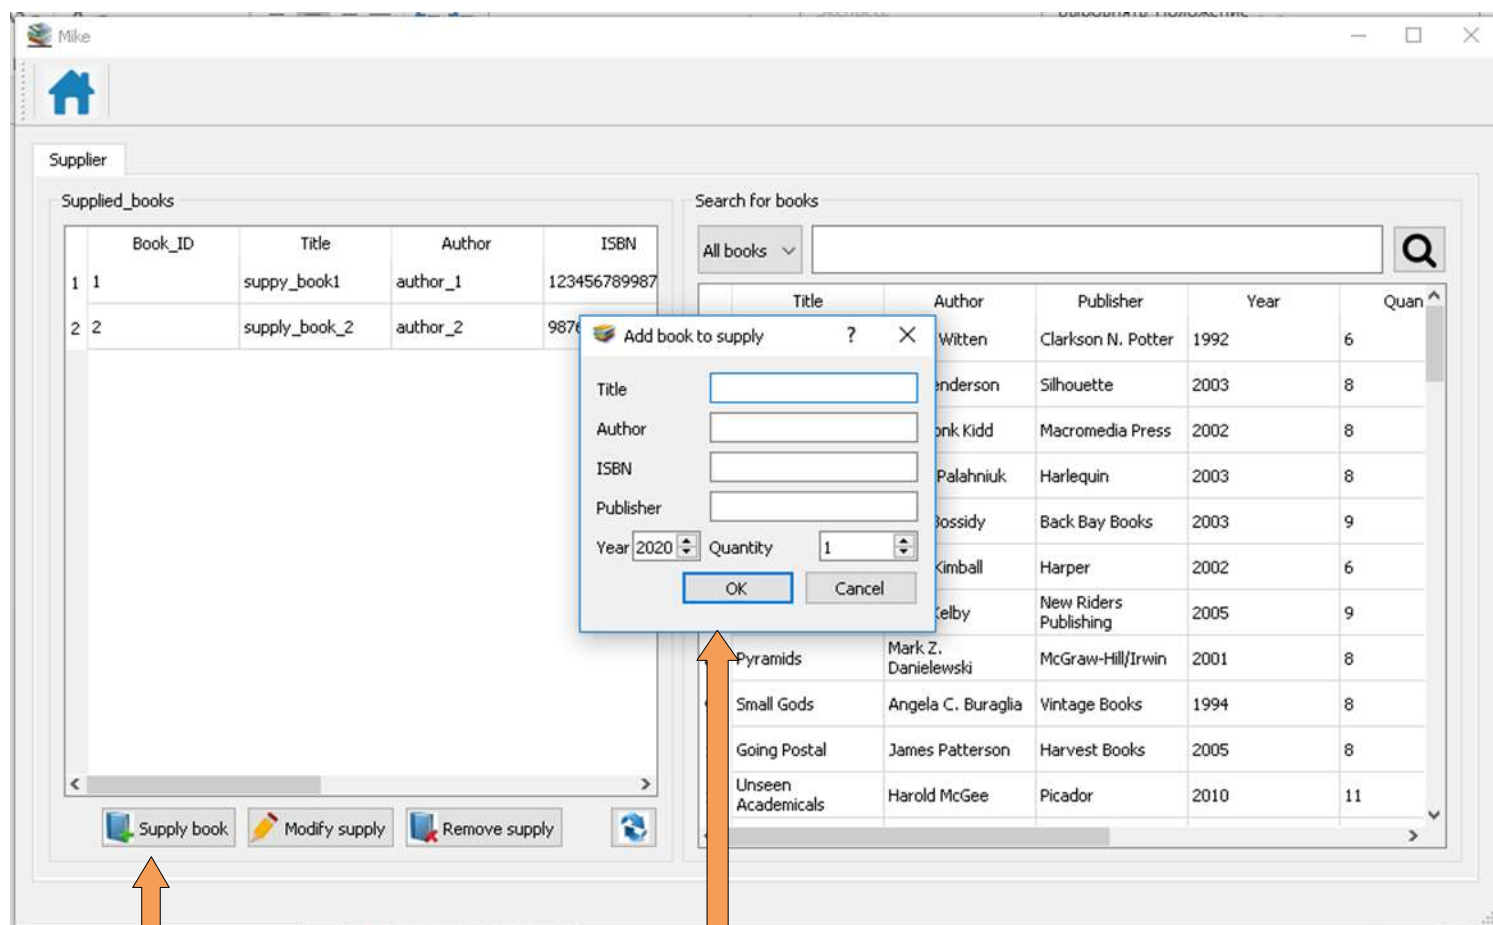 Mike
Supplier
Supplied_books
Book_ID Title Author ISBN
1 1 suppy_book1 author_1 123456789987
2 2 supply_book_2 author_2
Supply book Modify supply Remove supply
Search for books
All books
Title Author Publisher Year Quan
Witten Clarkson N. Potter 1992 6
Silhouette 2003 8
Kidd Macromedia Press 2002 8
Palahniuk Harlequin 2003 8
Back Bay Books 2003 9
Harper 2002 6
New Riders
Publishing 2005 9
Pyramids Mark Z.
Danielewski McGraw-Hill/Irwin 2001 8
Small Gods Angela C. Buraglia Vintage Books 1994 8
Going Postal James Patterson Harvest Books 2005 8
Unseen
Academicals Harold McGee Picador 2010 11
Add book to supply ?
Title
Author
ISBN
Publisher
Year 2020 Quantity 1
OK Cancel